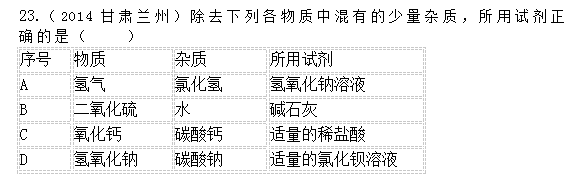 23.(2014甘肃兰州)除去下列各物质中混有的少量杂质,所用试剂正
确的是( )
序号 物质 杂质 所用试剂
A 氢气 氯化氢 氢氧化钠溶液
B 二氧化硫 水 碱石灰
C 氧化钙 碳酸钙 适量的稀盐酸
D 氢氧化钠 碳酸钠 适量的氯化钡溶液